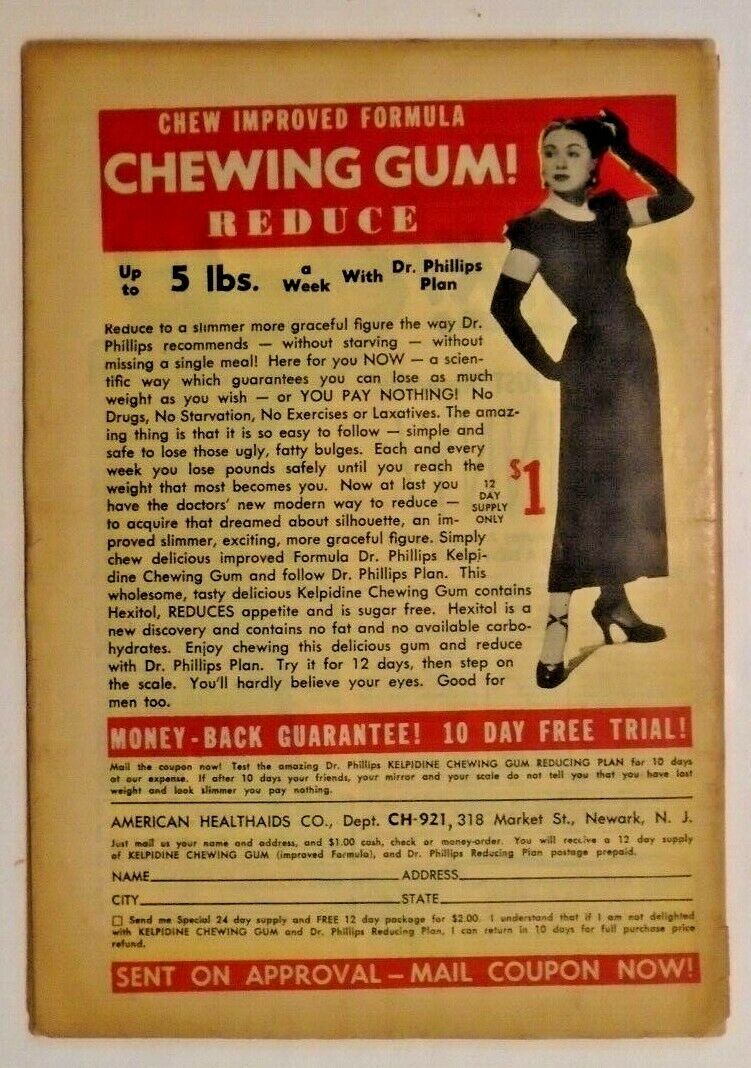 CHEW IMPROVED FORMULA
CHEWING GUM!
REDUCE
Up to 5 lbs. a Week With Dr. Phillips Plan
Reduce to a slimmer more graceful figure the way Dr.
Phillips recommends — without starving — without
missing a single meal! Here for you NOW — a scien-
tific way which guarantees you can lose as much
weight as you wish — or YOU PAY NOTHING! No
Drugs, No Starvation, No Exercises or Laxatives. The amaz-
ing thing is that it is so easy to follow — simple and
safe to lose those ugly, fatty bulges. Each and every
week you lose pounds safely until you reach the
weight that most becomes you. Now at last you
have the doctors' new modern way to reduce —
to acquire that dreamed about silhouette, an im-
proved slimmer, exciting, more graceful figure. Simply
chew delicious improved Formula Dr. Phillips Kelpi-
dine Chewing Gum and follow Dr. Phillips Plan. This
wholesome, tasty delicious Kelpidine Chewing Gum contains
Hexitol, REDUCES appetite and is sugar free. Hexitol is a
new discovery and contains no fat and no available carbo-
hydrates. Enjoy chewing this delicious gum and reduce
with Dr. Phillips Plan. Try it for 12 days, then step on
the scale. You'll hardly believe your eyes. Good for
men too.
12
DAY
SUPPLY
ONLY
$1
MONEY-BACK GUARANTEE! 10 DAY FREE TRIAL!
Mail the coupon now! Test the amazing Dr. Phillips KELPIDINE CHEWING GUM REDUCING PLAN for 10 days
at our expense. If after 10 days your friends, your mirror and your scale do not tell you that you have lost
weight and look slimmer you pay nothing.
AMERICAN HEALTHAIDS CO., Dept. CH-921, 318 Market St., Newark, N. J.
Just mail us your name and address, and $1.00 cash, check or money-order. You will receive a 12 day supply
of KELPIDINE CHEWING GUM (improved Formula), and Dr. Phillips Reducing Plan postage prepaid.
NAME ADDRESS
CITY STATE
Send me Special 24 day supply and FREE 12 day package for $2.00. I understand that if I am not delighted
with KELPIDINE CHEWING GUM and Dr. Phillips Reducing Plan, I can return in 10 days for full purchase price
refund.
SENT ON APPROVAL — MAIL COUPON NOW!